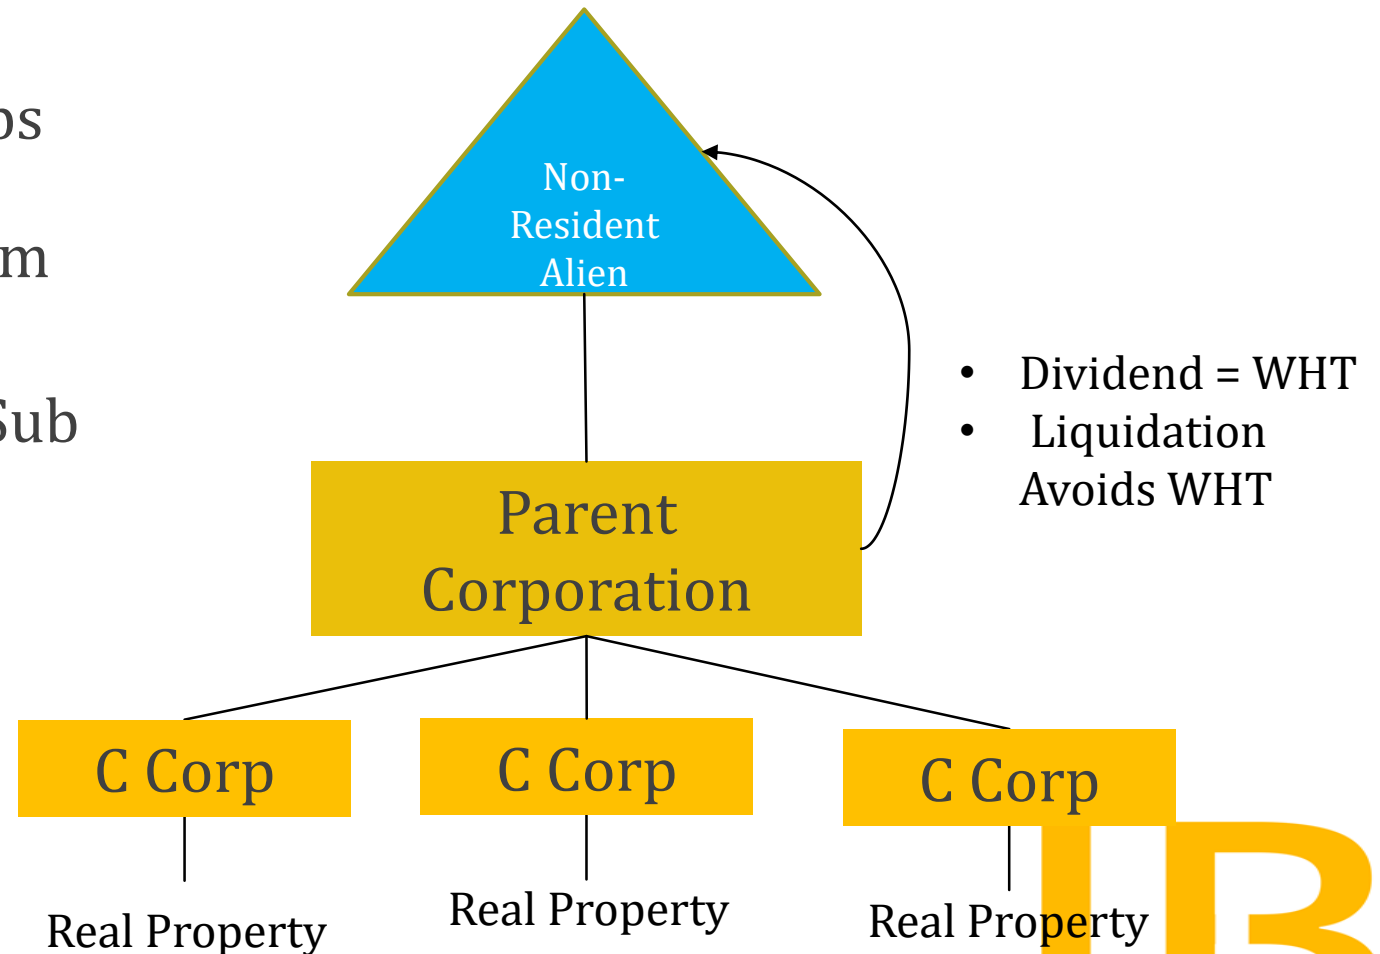 Non-
Resident
Alien
• Dividend = WHT
• Liquidation
Avoids WHT
Sub
Parent
Corporation
C Corp
C Corp
C Corp
Real Property
Real Property
Real Property